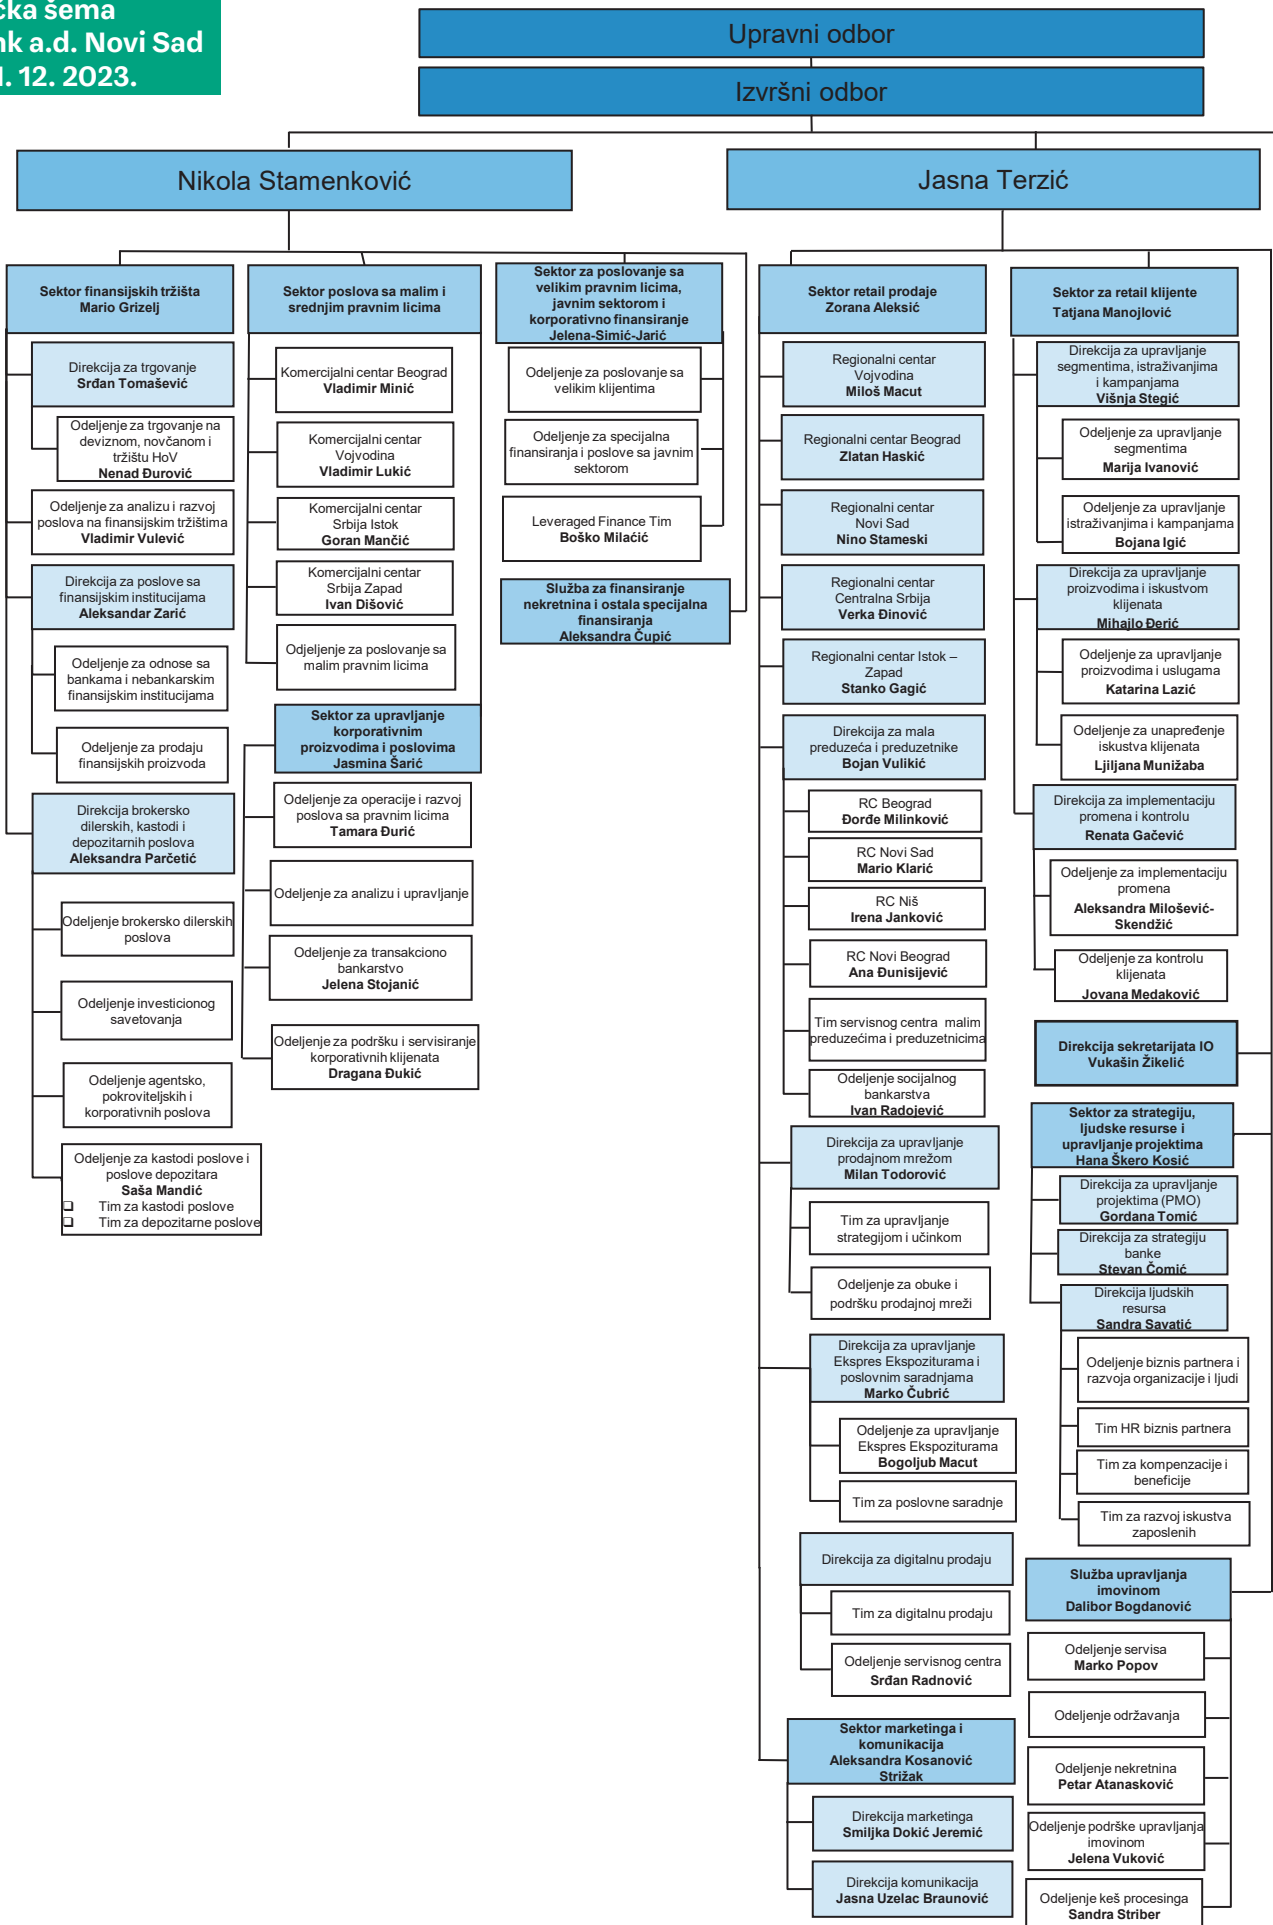 šema
a.d. Novi Sad
12. 2023.
Upravni odbor
Izvršni odbor
Nikola Stamenković
Jasna Terzić
Sektor finansijskih tržišta
Mario Grizelj
Direkcija za trgovanje
Srđan Tomašević
Odeljenje za trgovanje na
deviznom, novčanom i
tržištu HoV
Nenad Đurović
Odeljenje za analizu i razvoj
poslova na finansijskim tržištima
Vladimir Vulević
Direkcija za poslove sa
finansijskim institucijama
Aleksandar Zarić
Odeljenje za odnose sa
bankama i nebankarskim
finansijskim institucijama
Odeljenje za prodaju
finansijskih proizvoda
Direkcija brokersko
dilerskih, kastodi i
depozitarnih poslova
Aleksandra Parčetić
Odeljenje brokersko dilerskih
poslova
Odeljenje investicionog
savetovanja
Odeljenje agentsko,
pokroviteljskih i
korporativnih poslova
Odeljenje za kastodi poslove i
poslove depozitara
Saša Mandić
❑ Tim za kastodi poslove
❑ Tim za depozitarne poslove
Sektor poslova sa malim i
srednjim pravnim licima
Komercijalni centar Beograd
Vladimir Minić
Komercijalni centar
Vojvodina
Vladimir Lukić
Komercijalni centar
Srbija Istok
Goran Mančić
Komercijalni centar
Srbija Zapad
Ivan Dišović
Odjeljenje za poslovanje sa
malim pravnim licima
Sektor za upravljanje
korporativnim
proizvodima i poslovima
Jasmina Šarić
Odeljenje za operacije i razvoj
poslova sa pravnim licima
Tamara Đurić
Odeljenje za analizu i upravljanje
Odeljenje za transakciono
bankarstvo
Jelena Stojanić
Odeljenje za podršku i servisiranje
korporativnih klijenata
Dragana Đukić
Sektor za poslovanje sa
velikim pravnim licima,
javnim sektorom i
korporativno finansiranje
Jelena-Simić-Jarić
Odeljenje za poslovanje sa
velikim klijentima
Odeljenje za specijalna
finansiranja i poslove sa javnim
sektorom
Leveraged Finance Tim
Boško Milaćić
Služba za finansiranje
nekretnina i ostala specijalna
finansiranja
Aleksandra Čupić
Sektor retail prodaje
Zorana Aleksić
Regionalni centar
Vojvodina
Miloš Macut
Regionalni centar Beograd
Zlatan Haskić
Regionalni centar
Novi Sad
Nino Stameski
Regionalni centar
Centralna Srbija
Verka Đinović
Regionalni centar Istok –
Zapad
Stanko Gagić
Direkcija za mala
preduzeća i preduzetnike
Bojan Vulikić
RC Beograd
Đorđe Milinković
RC Novi Sad
Mario Klarić
RC Niš
Irena Janković
RC Novi Beograd
Ana Đunisijević
Tim servisnog centra malim
preduzećima i preduzetnicima
Odeljenje socijalnog
bankarstva
Ivan Radojević
Direkcija za upravljanje
prodajnom mrežom
Milan Todorović
Tim za upravljanje
strategijom i učinkom
Odeljenje za obuke i
podršku prodajnoj mreži
Direkcija za upravljanje
Ekspres Ekspoziturama i
poslovnim saradnjama
Marko Čubrić
Odeljenje za upravljanje
Ekspres Ekspoziturama
Bogoljub Macut
Tim za poslovne saradnje
Direkcija za digitalnu prodaju
Tim za digitalnu prodaju
Odeljenje servisnog centra
Srđan Radnović
Sektor marketinga i
komunikacija
Aleksandra Kosanović
Strižak
Direkcija marketinga
Smiljka Dokić Jeremić
Direkcija komunikacija
Jasna Uzelac Braunović
Sektor za retail klijente
Tatjana Manojlović
Direkcija za upravljanje
segmentima, istraživanjima
i kampanjama
Višnja Stegić
Odeljenje za upravljanje
segmentima
Marija Ivanović
Odeljenje za upravljanje
istraživanjima i kampanjama
Bojana Igić
Direkcija za upravljanje
proizvodima i iskustvom
klijenata
Mihajlo Đerić
Odeljenje za upravljanje
proizvodima i uslugama
Katarina Lazić
Odeljenje za unapređenje
iskustva klijenata
Ljiljana Munižaba
Direkcija za implementaciju
promena i kontrolu
Renata Gačević
Odeljenje za implementaciju
promena
Aleksandra Milošević-
Skendžić
Odeljenje za kontrolu
klijenata
Jovana Medaković
Direkcija sekretarijata IO
Vukašin Žikelić
Sektor za strategiju,
ljudske resurse i
upravljanje projektima
Hana Škero Kosić
Direkcija za upravljanje
projektima (PMO)
Gordana Tomić
Direkcija za strategiju
banke
Stevan Čomić
Direkcija ljudskih
resursa
Sandra Savatić
Odeljenje biznis partnera i
razvoja organizacije i ljudi
Tim HR biznis partnera
Tim za kompenzacije i
beneficije
Tim za razvoj iskustva
zaposlenih
Služba upravljanja
imovinom
Dalibor Bogdanović
Odeljenje servisa
Marko Popov
Odeljenje održavanja
Odeljenje nekretnina
Petar Atanasković
Odeljenje podrške upravljanja
imovinom
Jelena Vuković
Odeljenje keš procesinga
Sandra Striber